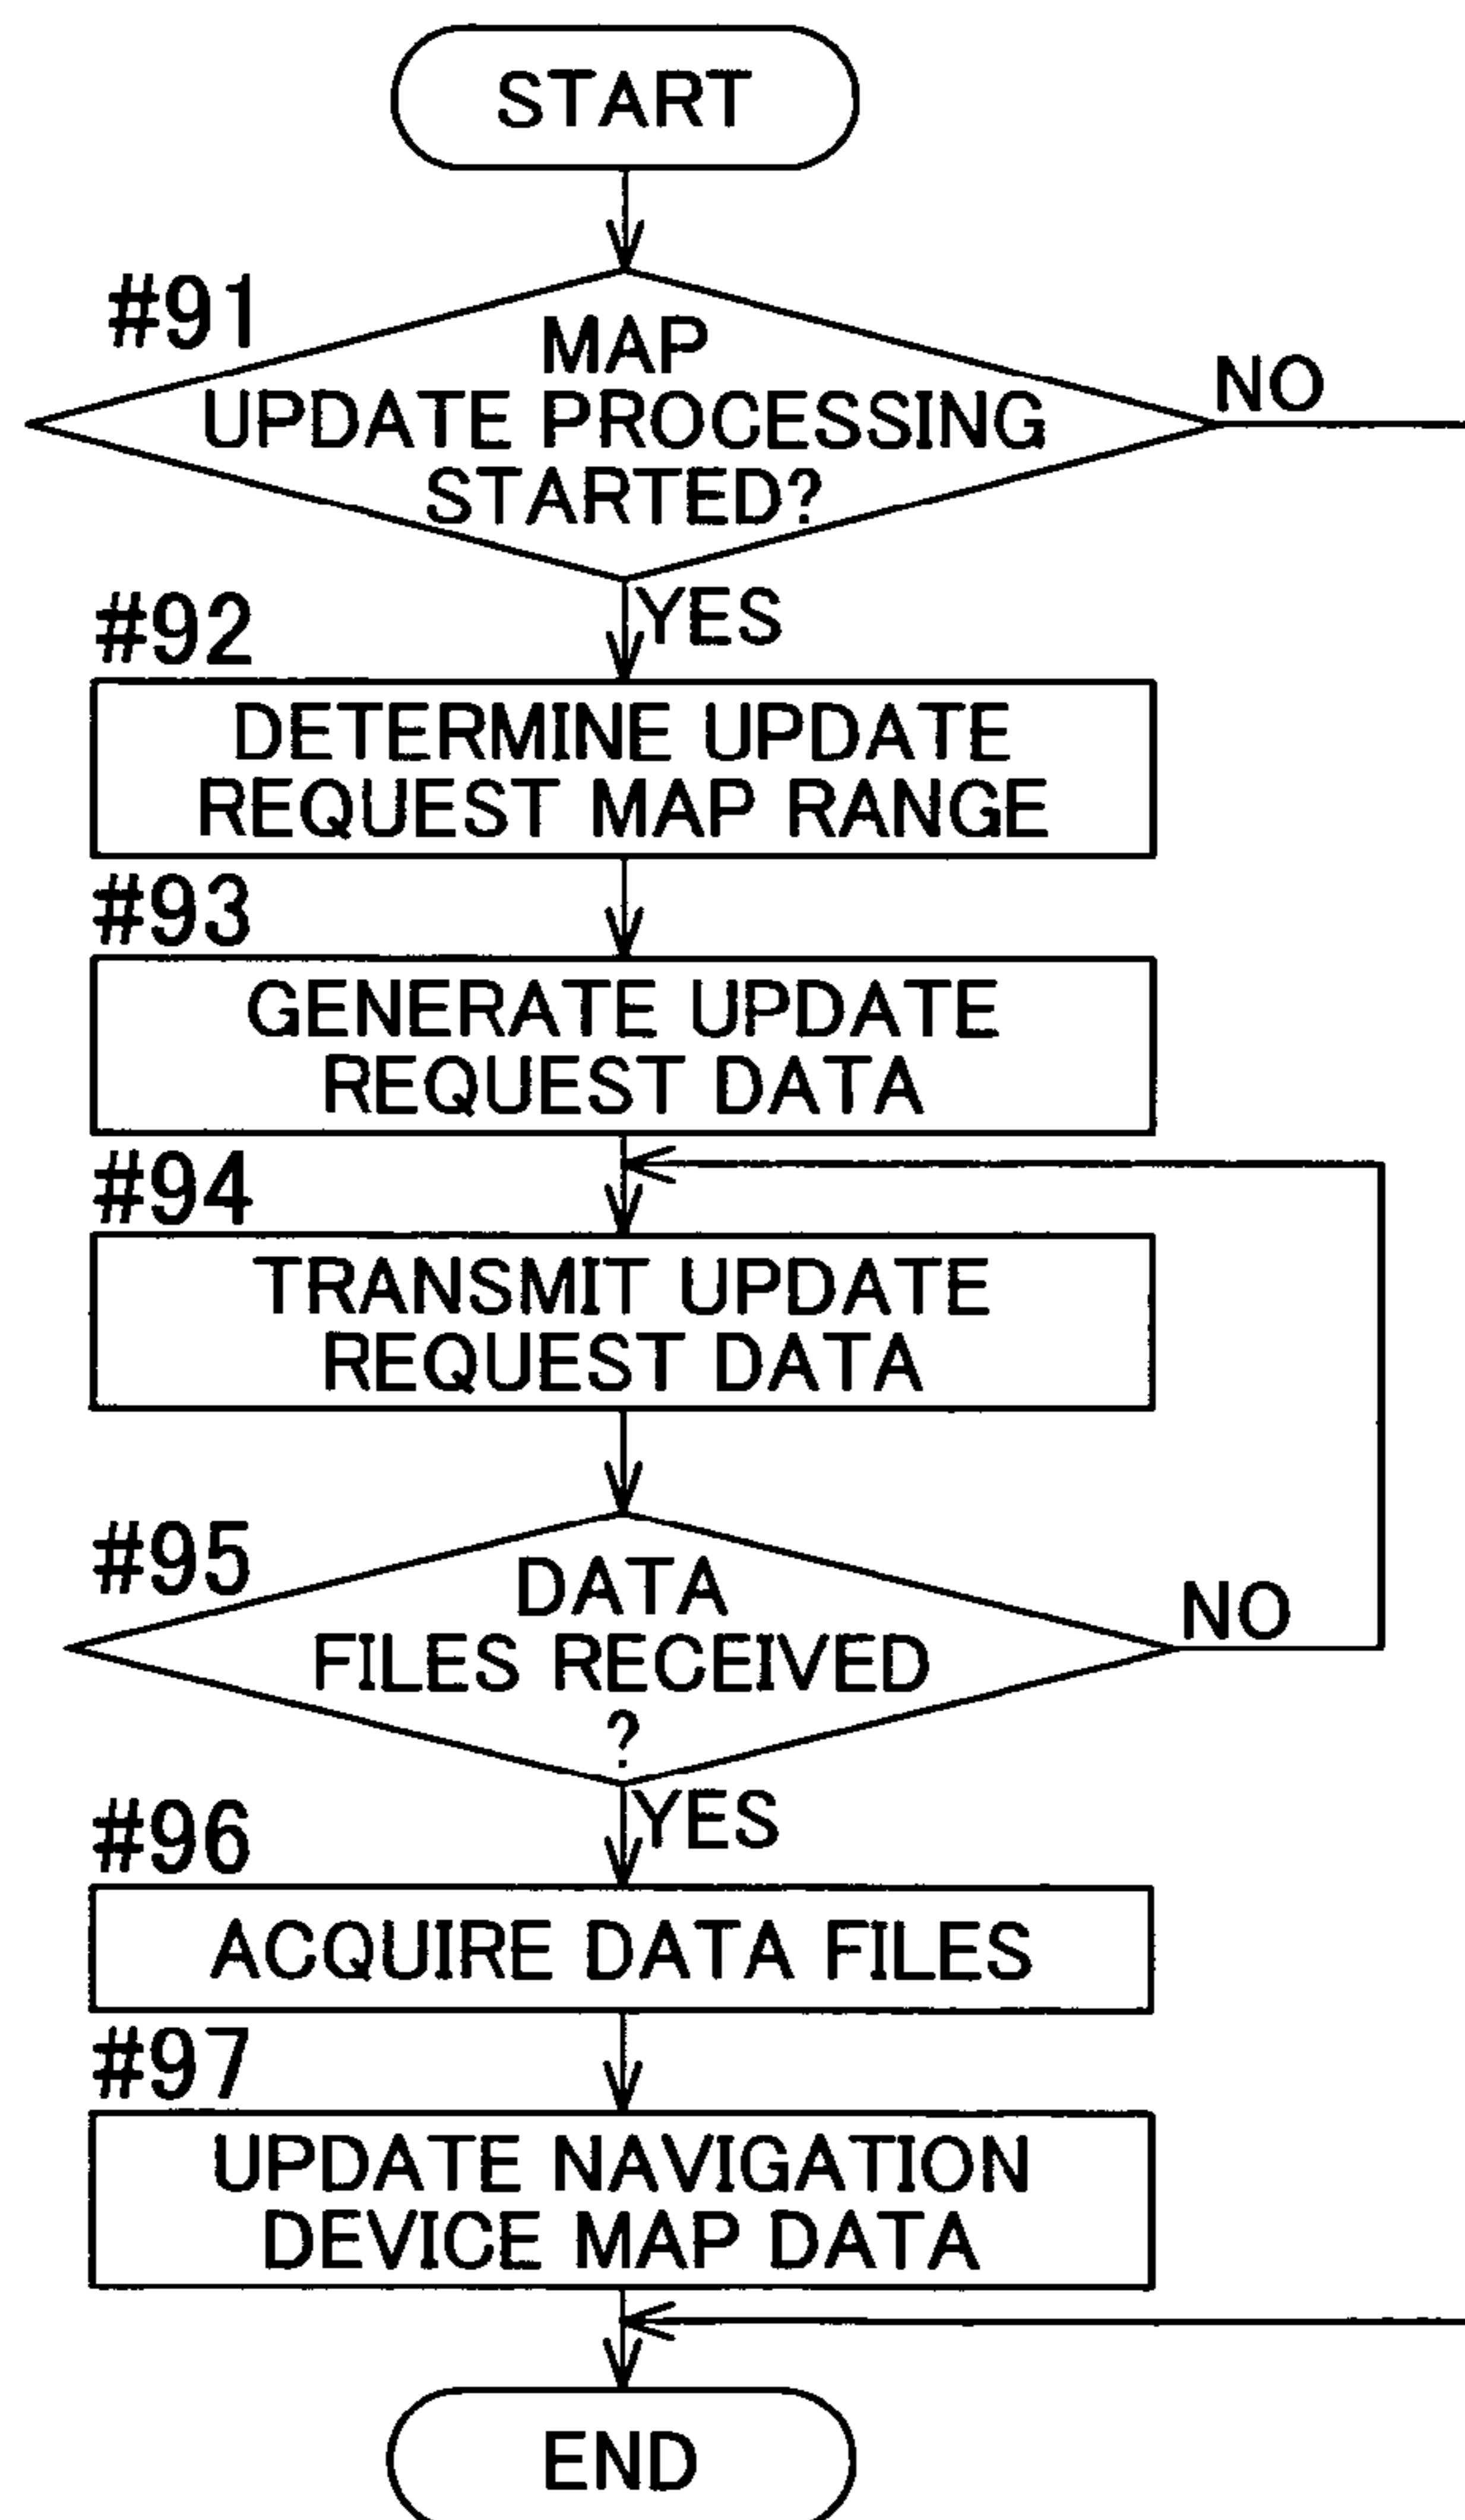 START
#91
MAP
UPDATE PROCESSING
STARTED?
NO
YES
#92
DETERMINE UPDATE
REQUEST MAP RANGE
#93
GENERATE UPDATE
REQUEST DATA
#94
TRANSMIT UPDATE
REQUEST DATA
#95
DATA
FILES RECEIVED
?
NO
YES
#96
ACQUIRE DATA FILES
#97
UPDATE NAVIGATION
DEVICE MAP DATA
END